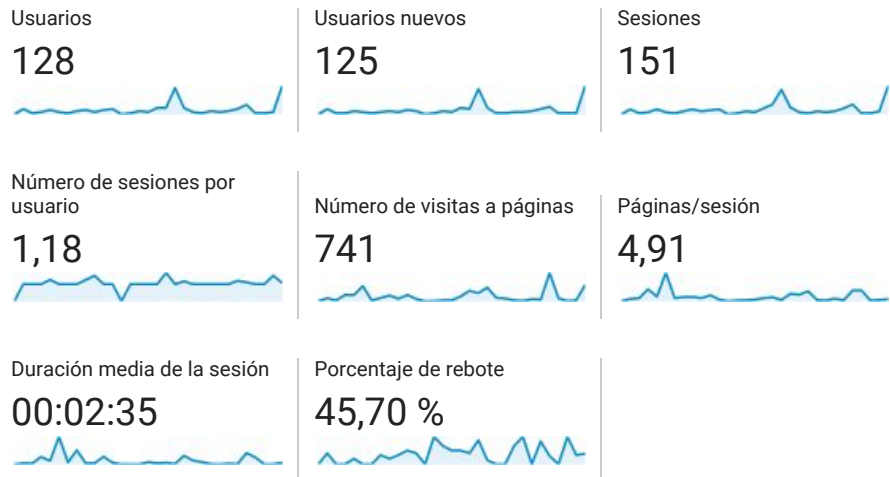 Usuarios
128
Usuarios nuevos
125
Sesiones
151
Número de sesiones por
usuario
1,18
Número de visitas a páginas
741
Páginas/sesión
4,91
Duración media de la sesión
00:02:35
Porcentaje de rebote
45,70 %